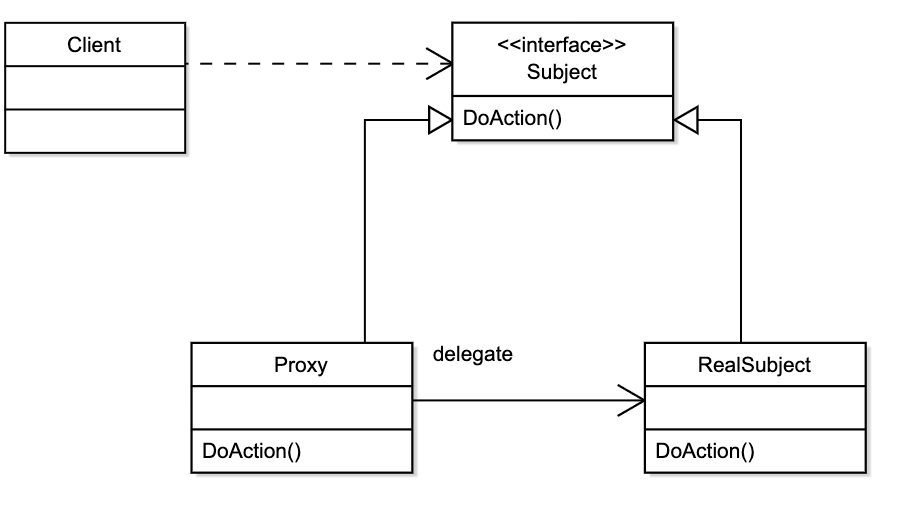 Client
<<interface>>
Subject
DoAction()
Proxy
delegate
RealSubject
DoAction()
DoAction()